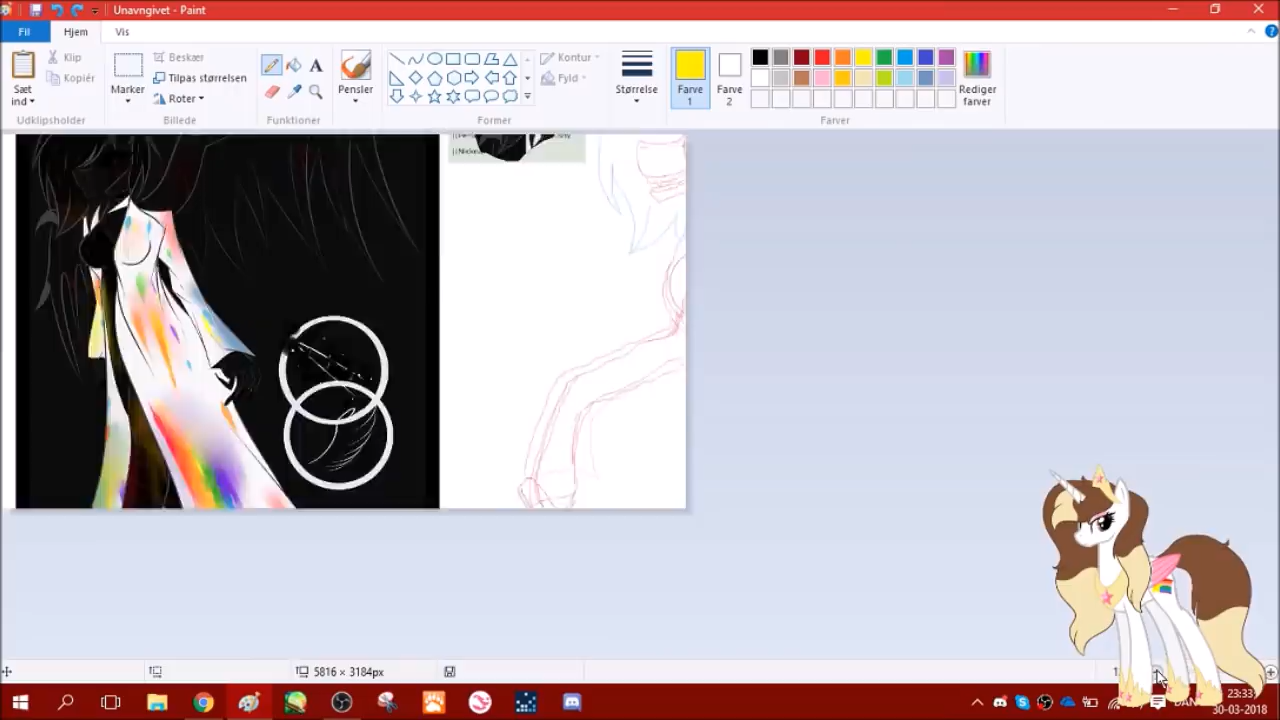 Unavngivet - Paint
Fil Hjem Vis
Sæt ind
Klip
Kopiér
Udklipsholder
Marker
Beskær
Tilpas størrelsen
Roter
Billede
A
Funktioner
Pensler
Kontur
Fyld
Former
Størrelse
Farve 1
Farve 2
Rediger farver
Farver
5816 × 3184px
DAN
23:33
30-03-2018